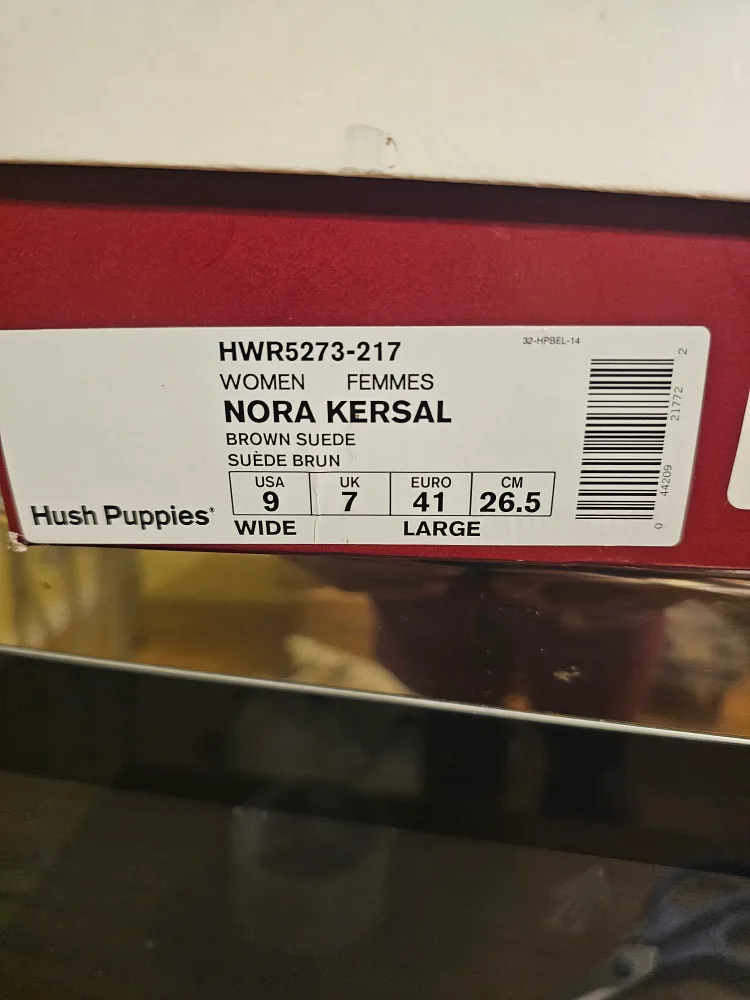 HWR5273-217
32-HPBEL-14
WOMEN FEMMES
NORA KERSAL
BROWN SUEDE
SUÈDE BRUN
USA UK EURO CM
9 7 41 26.5
WIDE LARGE
Hush Puppies®
0 44209 21772 2